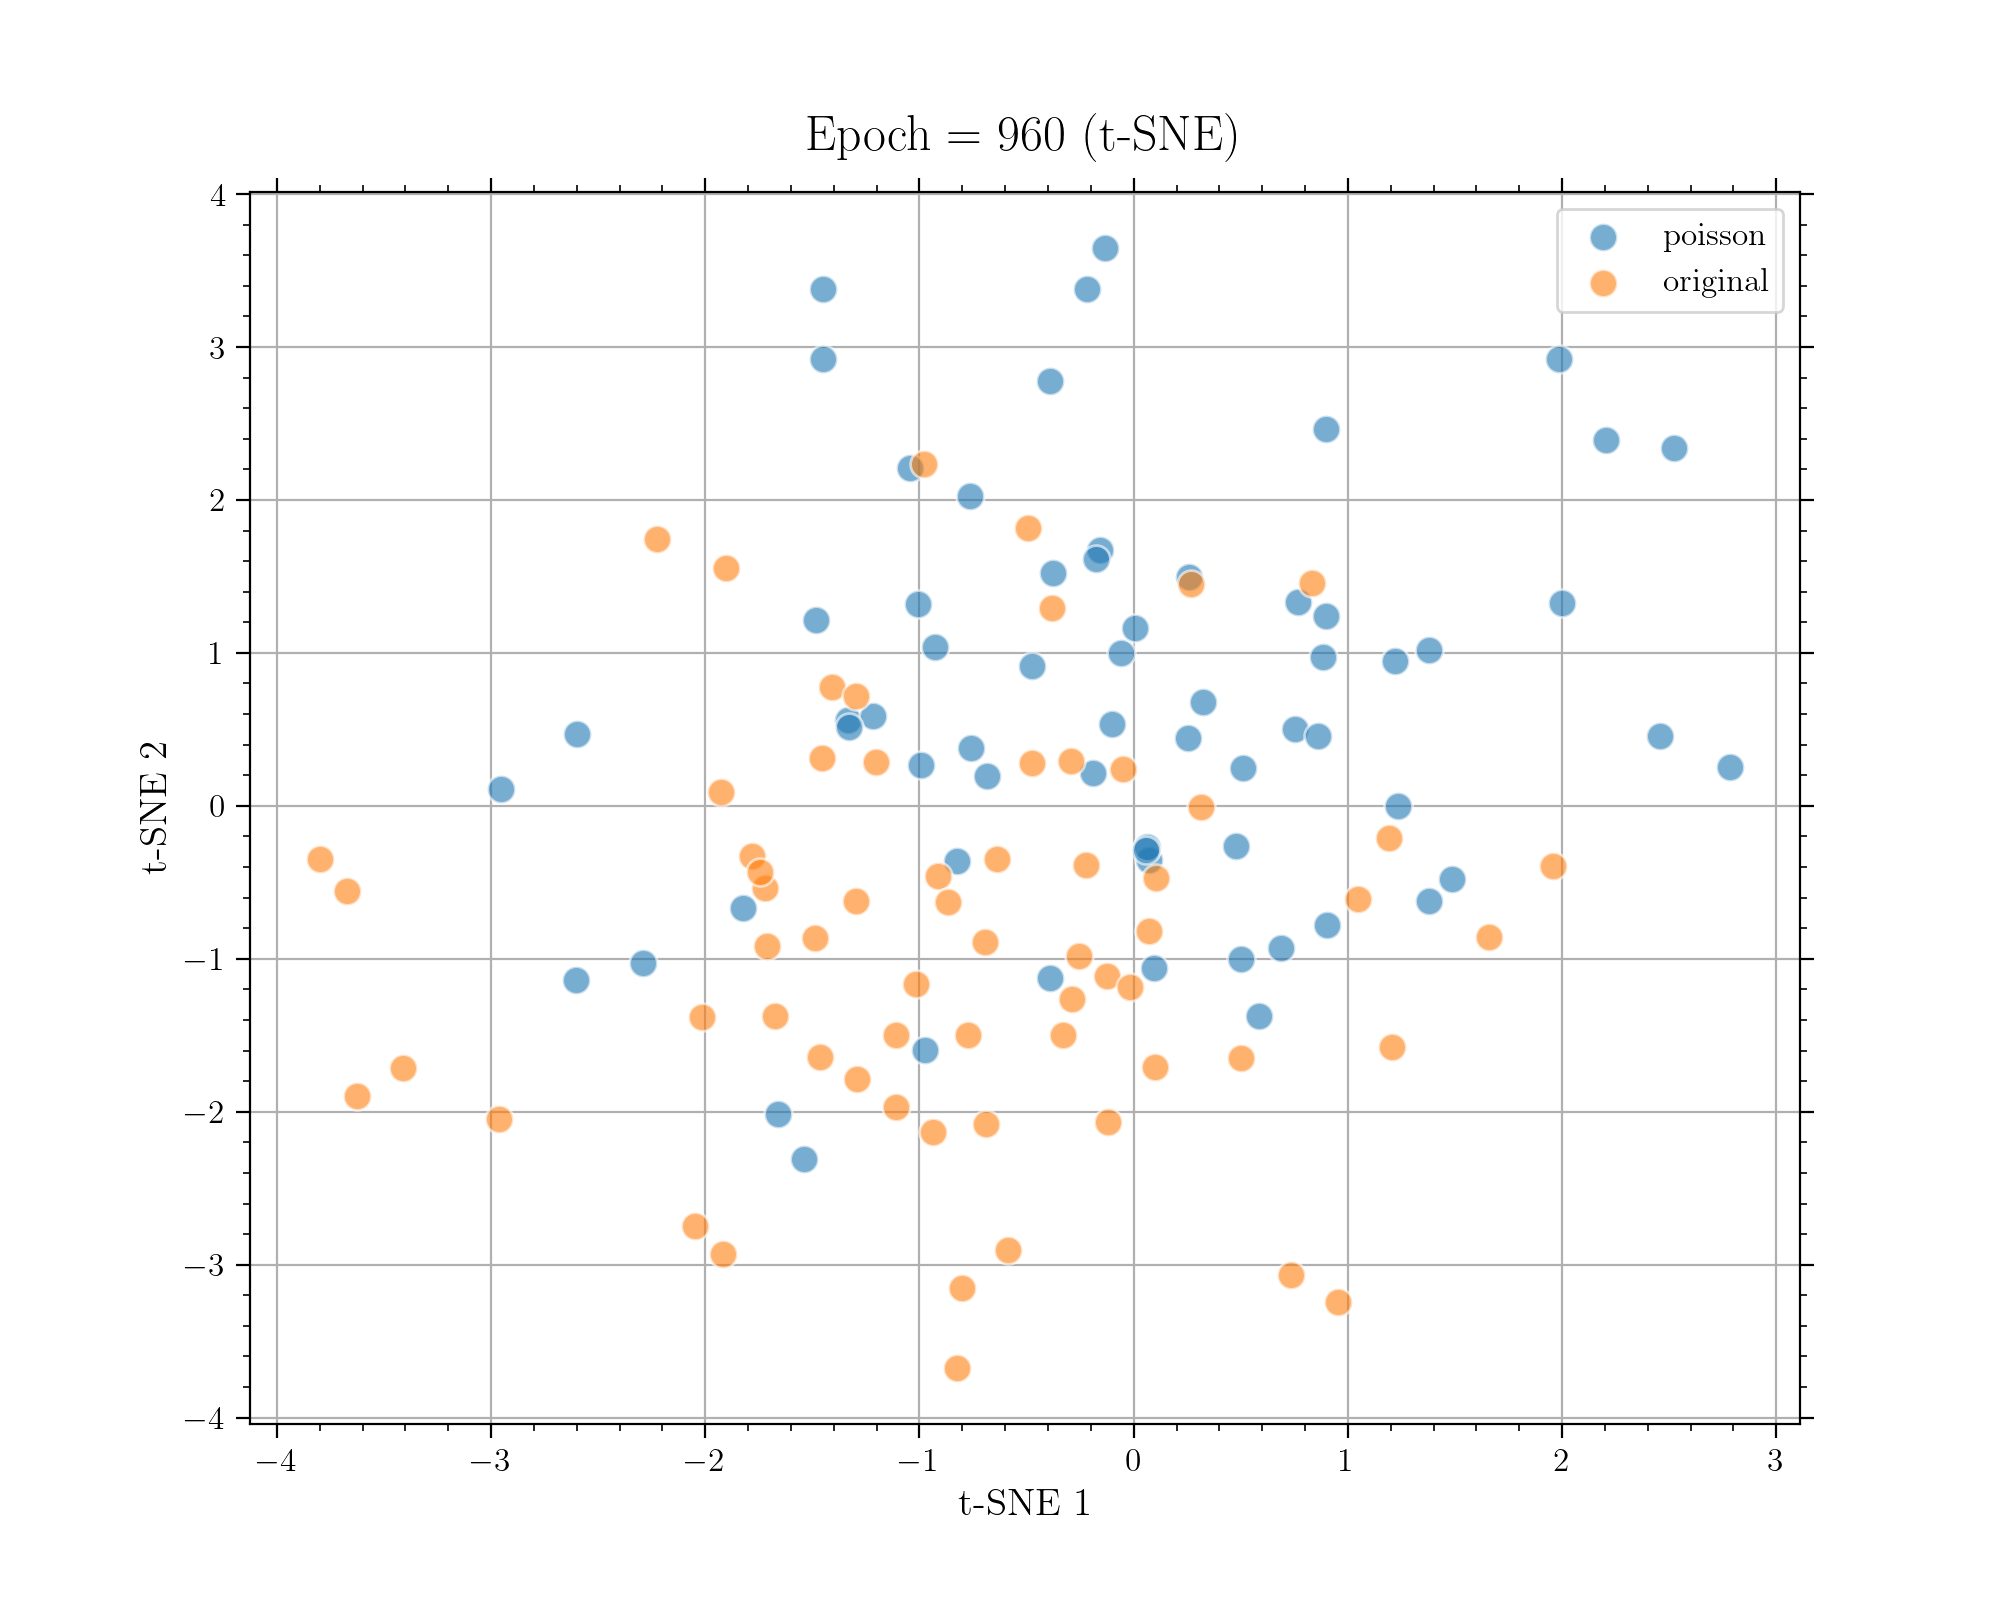 Epoch = 960 (t-SNE)
poisson
original
4
3
2
1
0
−1
−2
−3
−4
t-SNE 2
−4 −3 −2 −1 0 1 2 3
t-SNE 1